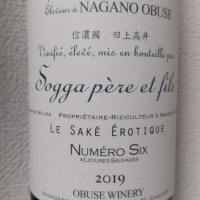 Éleveur à NAGANO OBUSE
信濃國 旧上高井
Vinifié, élevé, mis en bouteille par
Sogga père et fils
PROPRIÉTAIRE-RIZICULTEUR À
LE SAKÉ ÉROTIQUE
NUMÉRO SIX
LEVURES SAUVAGES
2019
OBUSE WINERY